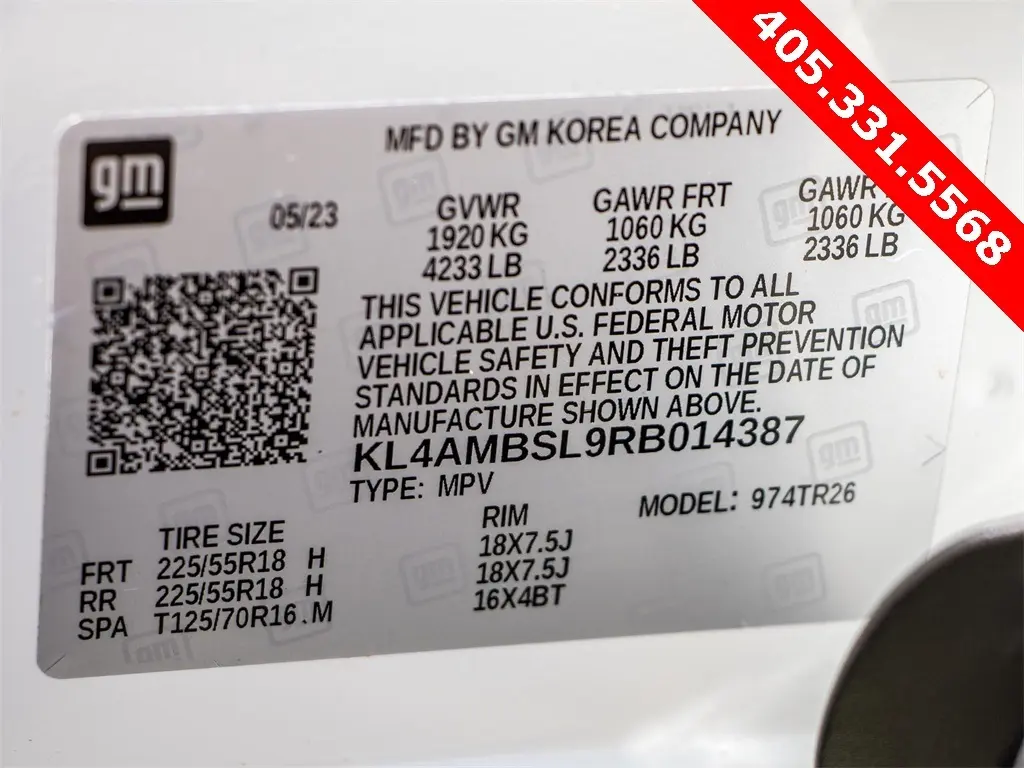 405.331.5568
MFD BY GM KOREA COMPANY
gm
05/23
GVWR GAWR FRT GAWR
1920 KG 1060 KG 1060 KG
4233 LB 2336 LB 2336 LB
THIS VEHICLE CONFORMS TO ALL
APPLICABLE U.S. FEDERAL MOTOR
VEHICLE SAFETY AND THEFT PREVENTION
STANDARDS IN EFFECT ON THE DATE OF
MANUFACTURE SHOWN ABOVE.
KL4AMBSL9RB014387
TYPE: MPV MODEL: 974TR26
TIRE SIZE RIM
FRT 225/55R18 H 18X7.5J
RR 225/55R18 H 18X7.5J
SPA T125/70R16.M 16X4BT